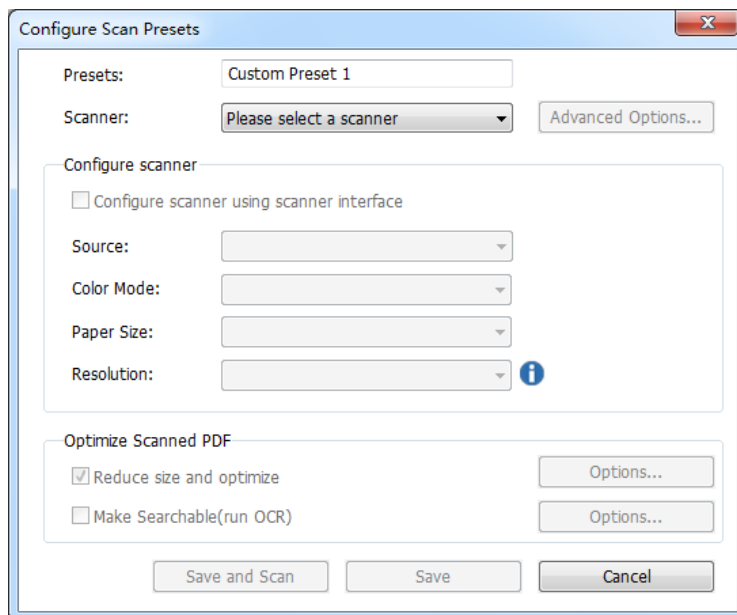 Configure Scan Presets
Presets: Custom Preset 1
Scanner: Please select a scanner Advanced Options...
Configure scanner
Configure scanner using scanner interface
Source:
Color Mode:
Paper Size:
Resolution:
Optimize Scanned PDF
Reduce size and optimize Options...
Make Searchable(run OCR) Options...
Save and Scan Save Cancel